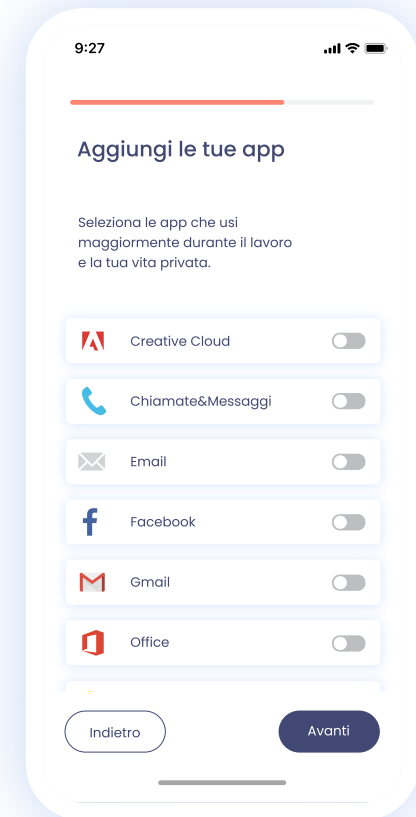 9:27
Aggiungi le tue app
Seleziona le app che usi
maggiormente durante il lavoro
e la tua vita privata.
Creative Cloud
Chiamate&Messaggi
Email
Facebook
Gmail
Office
Indietro
Avanti